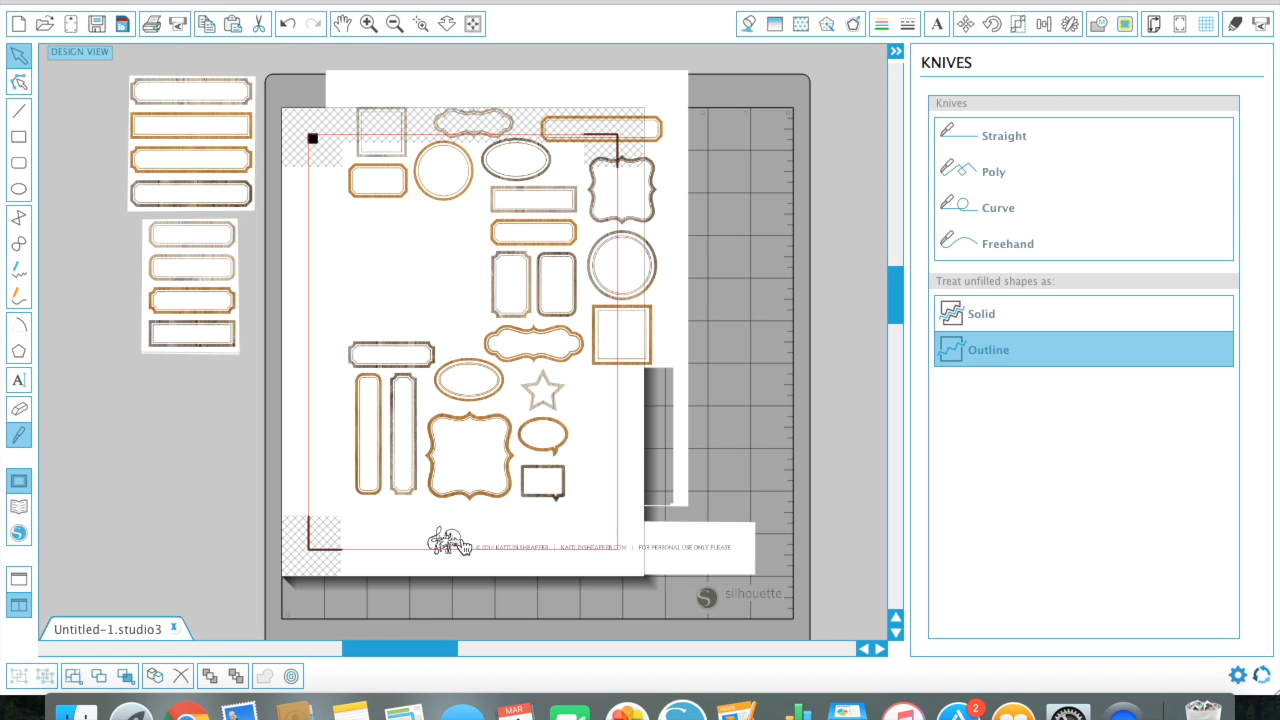 DESIGN VIEW
KNIVES
Knives
Straight
Poly
Curve
Freehand
Treat unfilled shapes as:
Solid
Outline
A
A
© 2014 KAITLIN SHEAFFER | KAITLINSHEAFFER.COM | FOR PERSONAL USE ONLY PLEASE
silhouette
Untitled-1.studio3 x
MAR
2